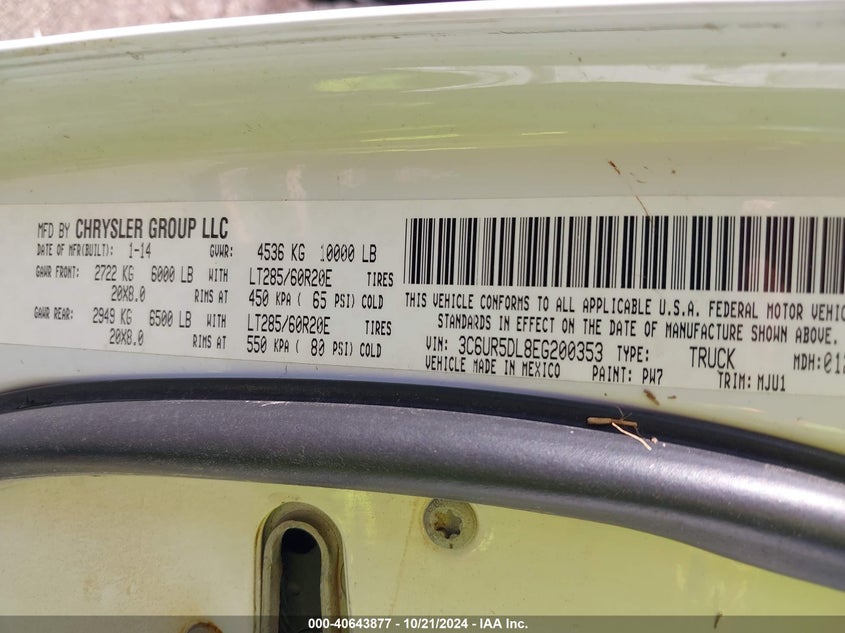 MFD BY CHRYSLER GROUP LLC
DATE OF MFR(BUILT): 1-14 GVWR: 4536 KG 10000 LB
GAWR FRONT: 2722 KG 6000 LB WITH LT285/60R20E TIRES
20X8.0 RIMS AT 450 KPA ( 65 PSI) COLD
GAWR REAR: 2949 KG 6500 LB WITH LT285/60R20E TIRES
20X8.0 RIMS AT 550 KPA ( 80 PSI) COLD
THIS VEHICLE CONFORMS TO ALL APPLICABLE U.S.A. FEDERAL MOTOR VEHIC
STANDARDS IN EFFECT ON THE DATE OF MANUFACTURE SHOWN ABOVE.
VIN: 3C6UR5DL8EG200353 TYPE: TRUCK MDH:012
VEHICLE MADE IN MEXICO PAINT: PW7 TRIM: MJU1
000-40643877 - 10/21/2024 - IAA Inc.